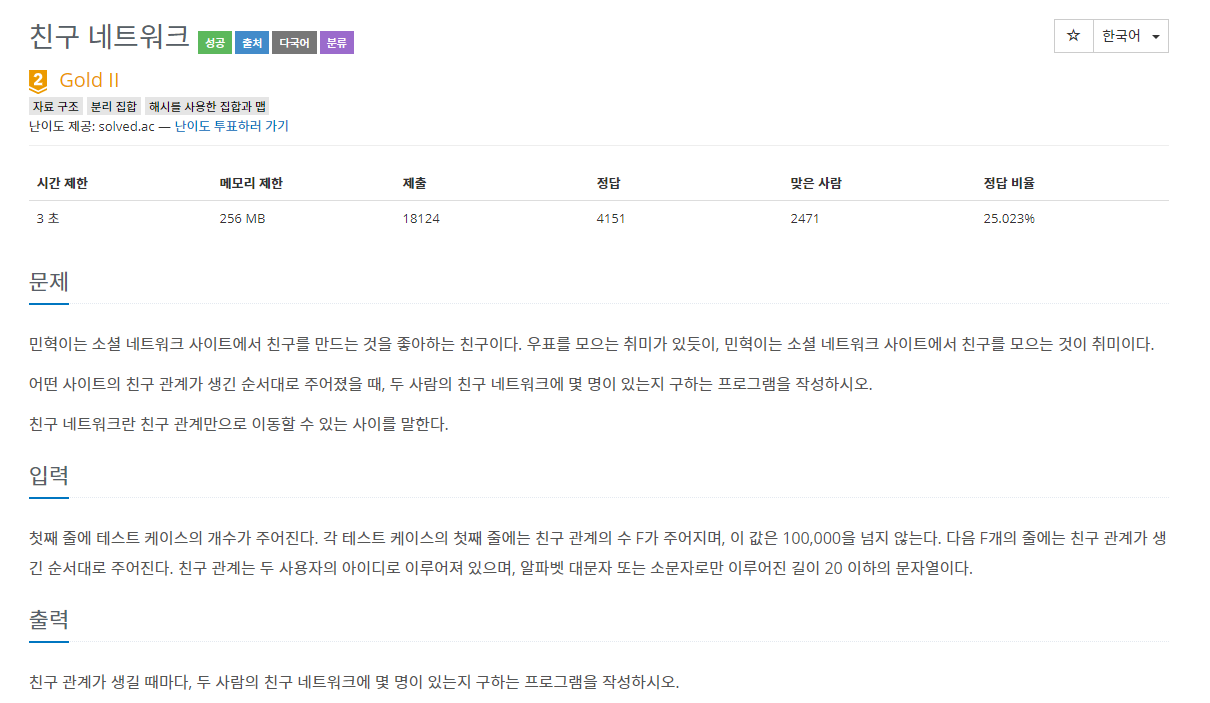 친구 네트워크 성공 출처 다국어 분류
☆ 한국어
2 Gold II
자료 구조 분리 집합 해시를 사용한 집합과 맵
난이도 제공: solved.ac — 난이도 투표하러 가기
시간 제한 메모리 제한 제출 정답 맞은 사람 정답 비율
3 초 256 MB 18124 4151 2471 25.023%
문제
민혁이는 소셜 네트워크 사이트에서 친구를 만드는 것을 좋아하는 친구이다. 우표를 모으는 취미가 있듯이, 민혁이는 소셜 네트워크 사이트에서 친구를 모으는 것이 취미이다.
어떤 사이트의 친구 관계가 생긴 순서대로 주어졌을 때, 두 사람의 친구 네트워크에 몇 명이 있는지 구하는 프로그램을 작성하시오.
친구 네트워크란 친구 관계만으로 이동할 수 있는 사이를 말한다.
입력
첫째 줄에 테스트 케이스의 개수가 주어진다. 각 테스트 케이스의 첫째 줄에는 친구 관계의 수 F가 주어지며, 이 값은 100,000을 넘지 않는다. 다음 F개의 줄에는 친구 관계가 생
긴 순서대로 주어진다. 친구 관계는 두 사용자의 아이디로 이루어져 있으며, 알파벳 대문자 또는 소문자로만 이루어진 길이 20 이하의 문자열이다.
출력
친구 관계가 생길 때마다, 두 사람의 친구 네트워크에 몇 명이 있는지 구하는 프로그램을 작성하시오.